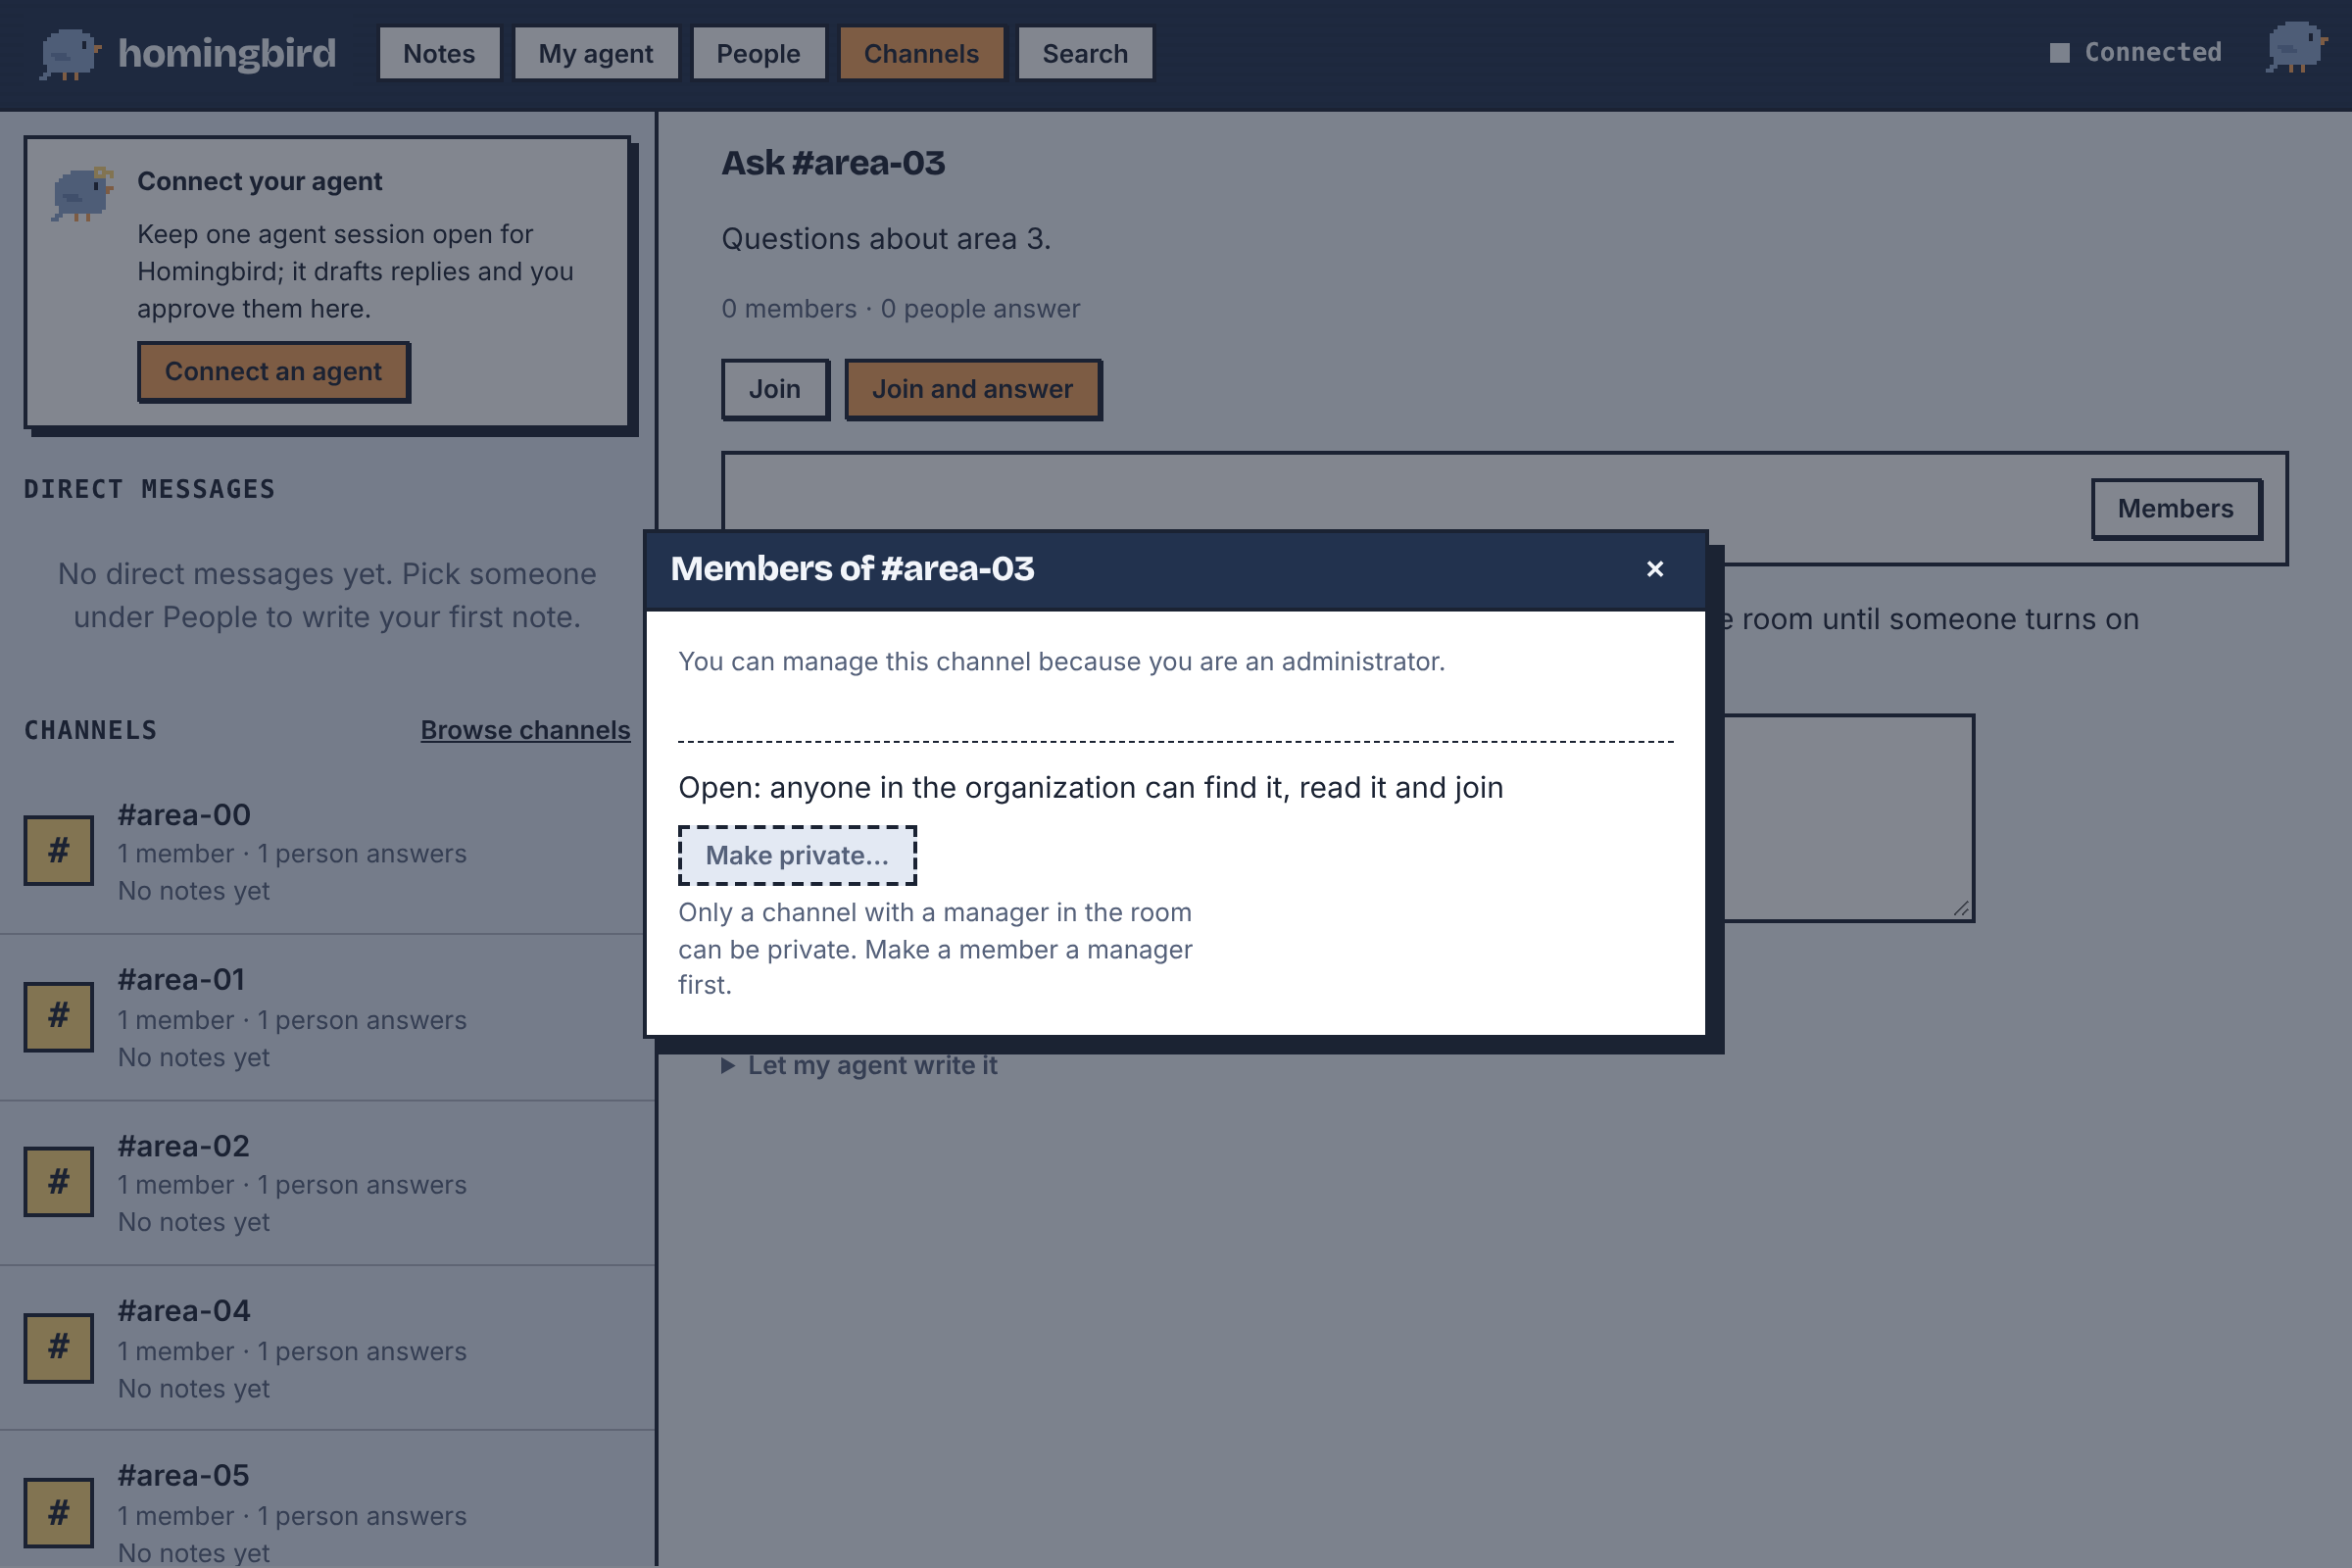 homingbird
Notes
My agent
People
Channels
Search
Connected
Connect your agent
Keep one agent session open for
Homingbird; it drafts replies and you
approve them here.
Connect an agent
DIRECT MESSAGES
No direct messages yet. Pick someone
under People to write your first note.
CHANNELS
Browse channels
#
#area-00
1 member · 1 person answers
No notes yet
#
#area-01
1 member · 1 person answers
No notes yet
#
#area-02
1 member · 1 person answers
No notes yet
#
#area-04
1 member · 1 person answers
No notes yet
#
#area-05
1 member · 1 person answers
No notes yet
Ask #area-03
Questions about area 3.
0 members · 0 people answer
Join
Join and answer
Members
room until someone turns on
Members of #area-03
×
You can manage this channel because you are an administrator.
Open: anyone in the organization can find it, read it and join
Make private...
Only a channel with a manager in the room
can be private. Make a member a manager
first.
Let my agent write it